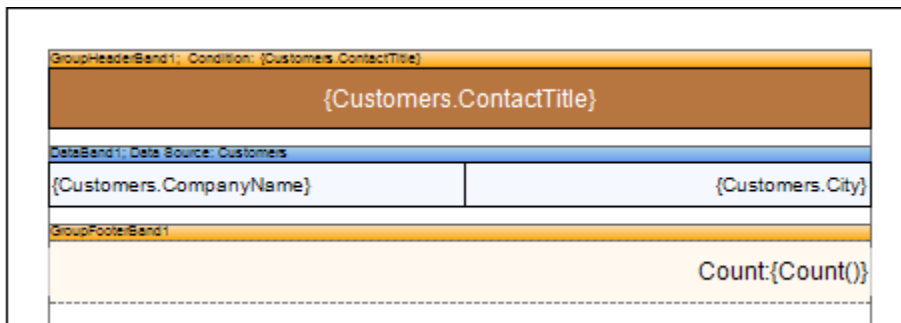 GroupHeaderBand1; Condition: {Customers.ContactTitle}
{Customers.ContactTitle}
DataBand1; Data Source: Customers
{Customers.CompanyName} {Customers.City}
GroupFooterBand1
Count:{Count()}